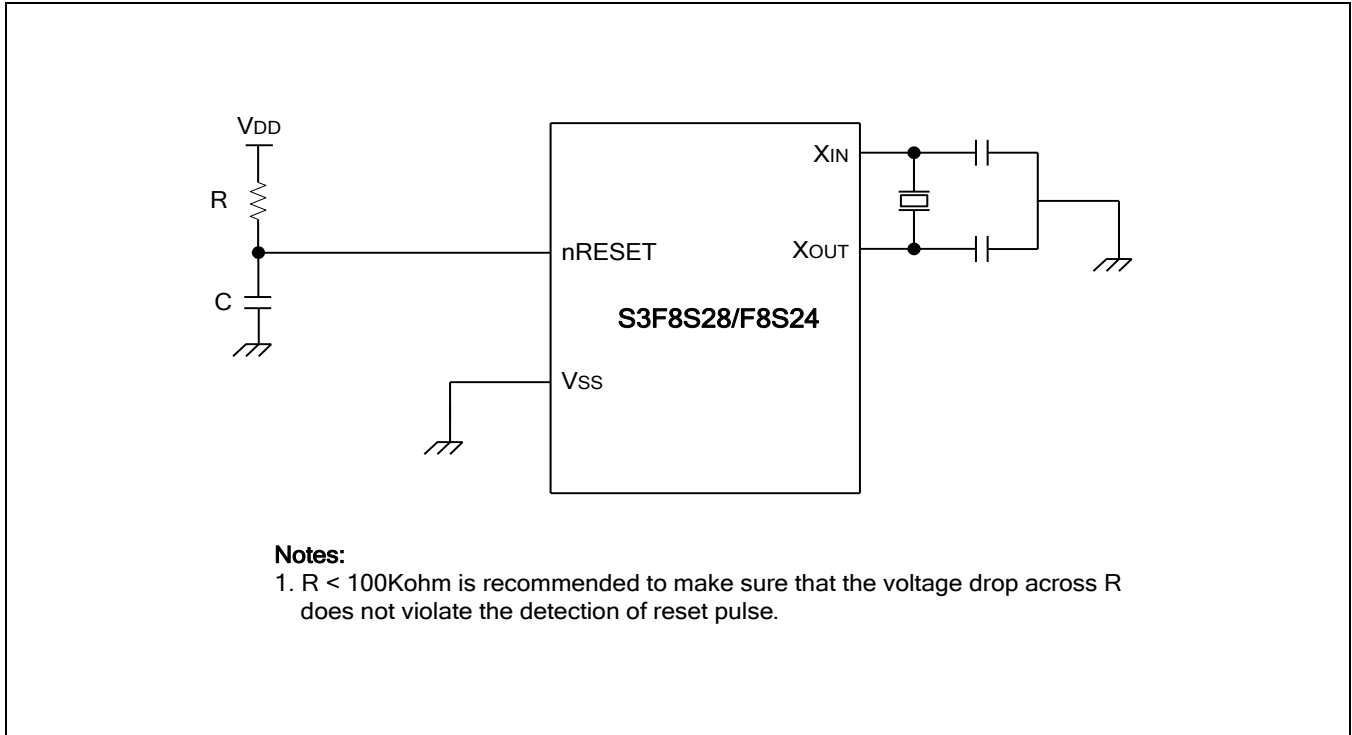 VDD
R
C
nRESET
VSS
XIN
XOUT
S3F8S28/F8S24
Notes:
1. R < 100Kohm is recommended to make sure that the voltage drop across R
does not violate the detection of reset pulse.